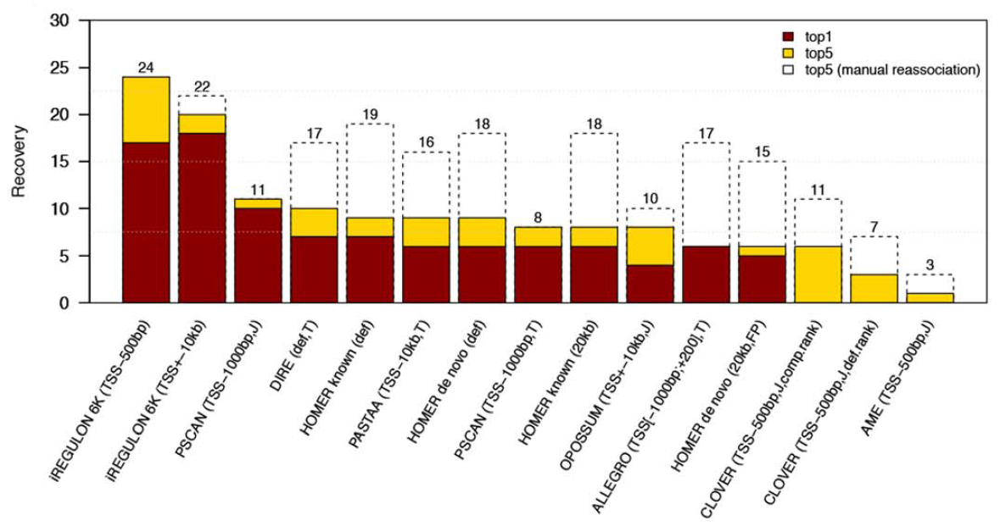 30
25
20
15
10
5
0
Recovery
top1
top5
top5 (manual reassociation)
24
22
11
17
19
16
18
8
18
10
17
15
11
7
3
iREGULON 6K (TSS−500bp)
iREGULON 6K (TSS+−10kb)
PSCAN (TSS−1000bp,J)
DIRE (def,T)
HOMER known (def)
PASTAA (TSS−10kb,T)
HOMER de novo (def)
PSCAN (TSS−1000bp,T)
HOMER known (20kb)
OPOSSUM (TSS+−10kb,J)
ALLEGRO (TSS[−1000bp;+200],T)
HOMER de novo (20kb,FP)
CLOVER (TSS−500bp,J,comp.rank)
CLOVER (TSS−500bp,J,def.rank)
AME (TSS−500bp,J)